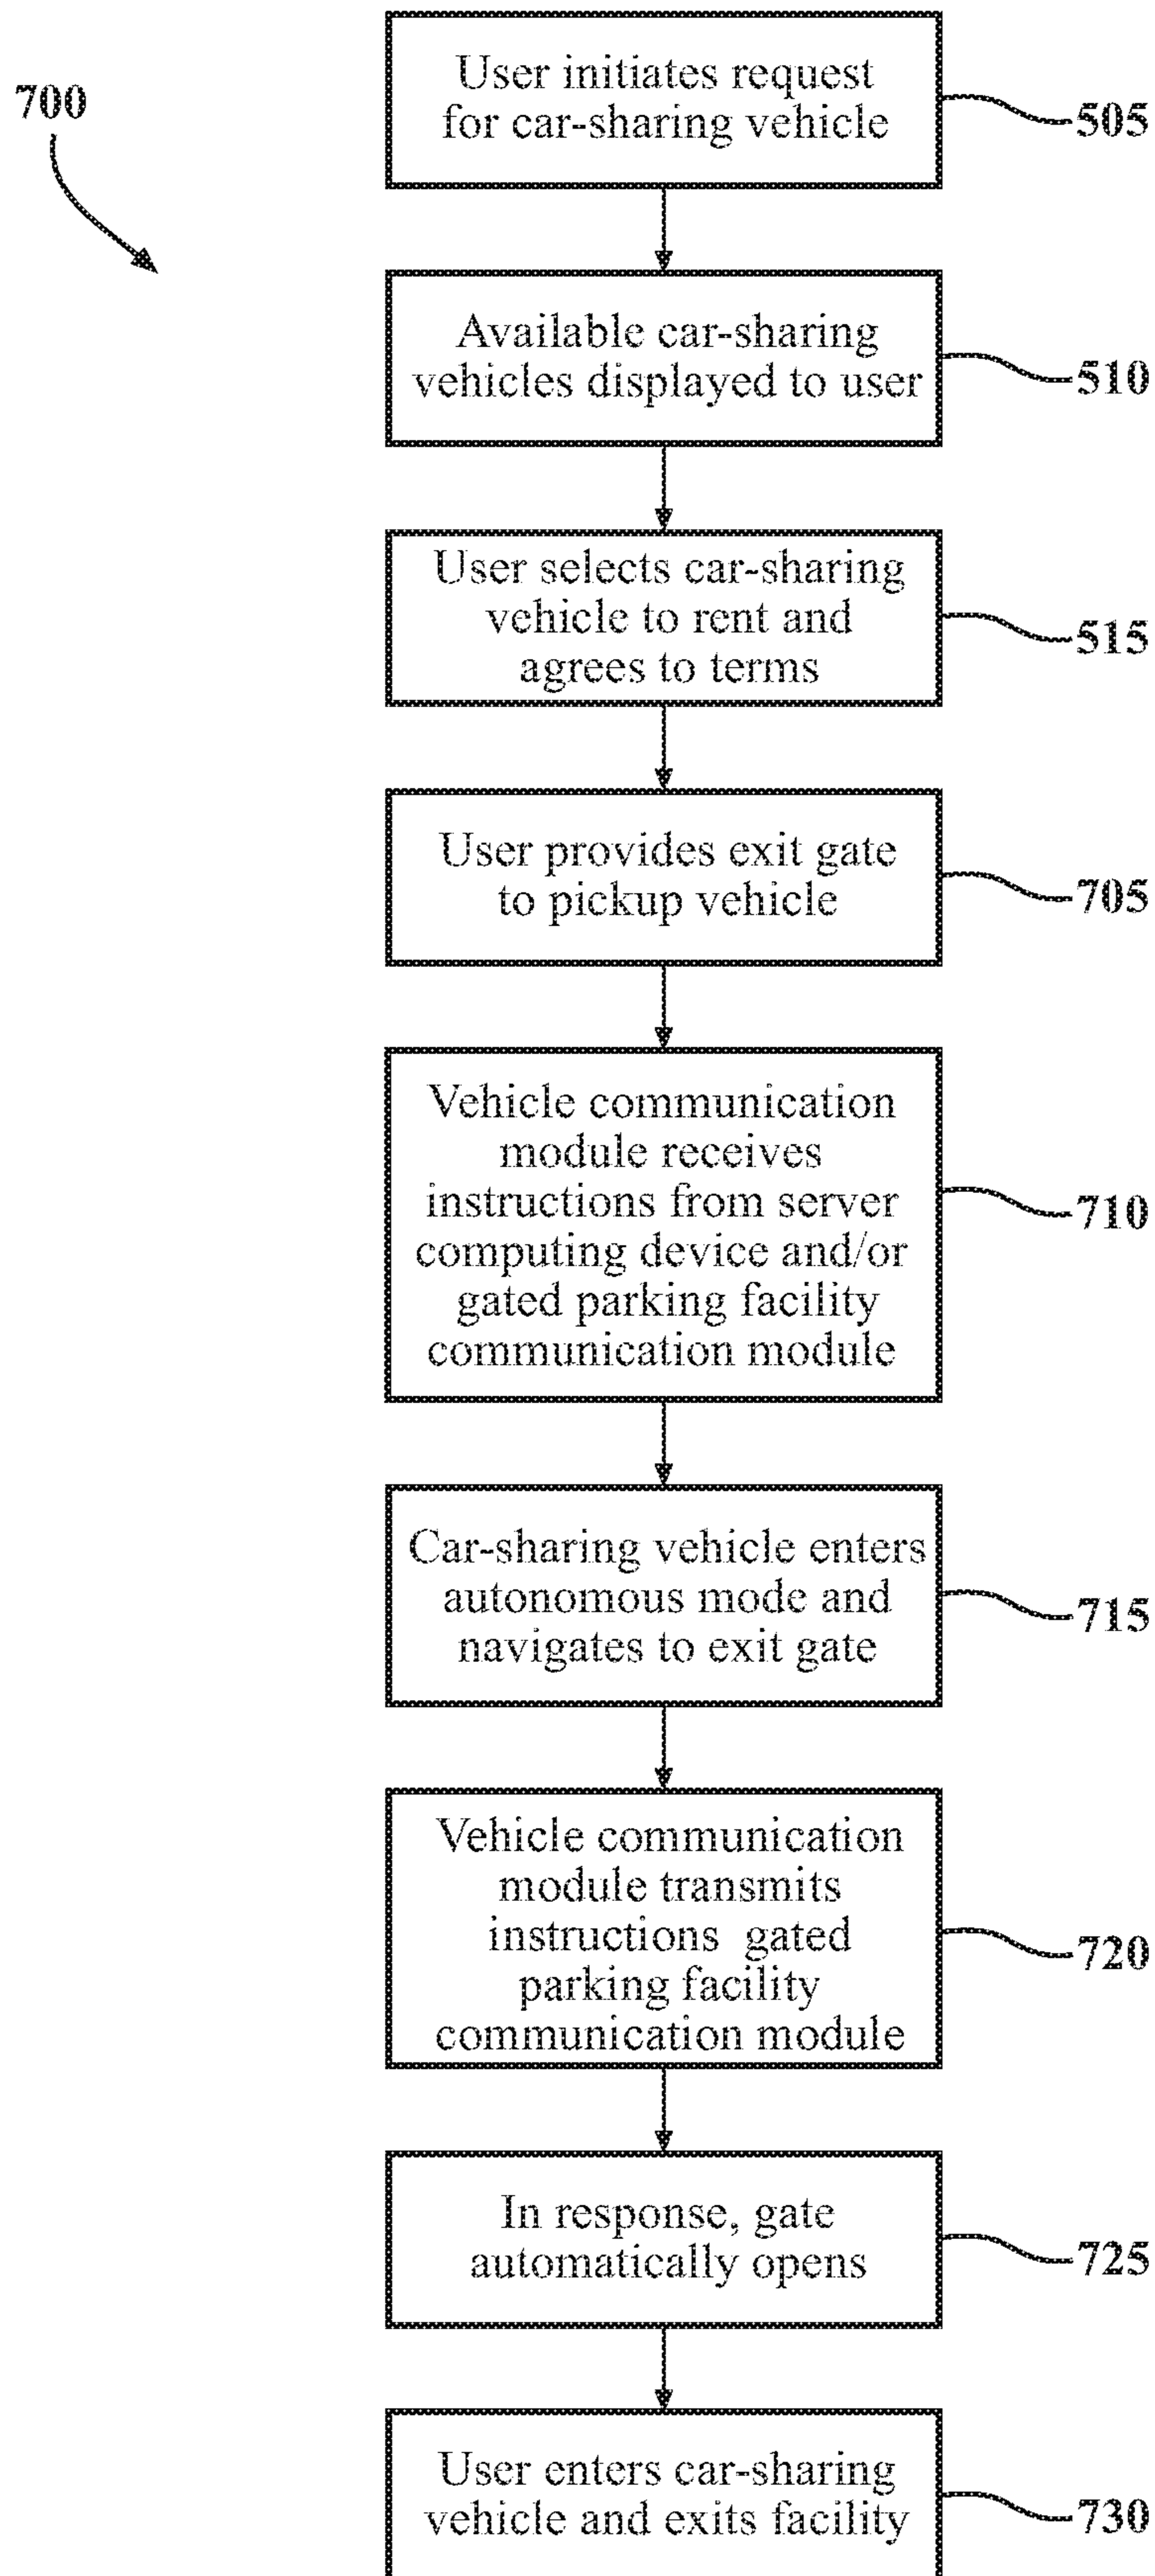 700
User initiates request
for car-sharing vehicle
505
Available car-sharing
vehicles displayed to user
510
User selects car-sharing
vehicle to rent and
agrees to terms
515
User provides exit gate
to pickup vehicle
705
Vehicle communication
module receives
instructions from server
computing device and/or
gated parking facility
communication module
710
Car-sharing vehicle enters
autonomous mode and
navigates to exit gate
715
Vehicle communication
module transmits
instructions  gated
parking facility
communication module
720
In response, gate
automatically opens
725
User enters car-sharing
vehicle and exits facility
730